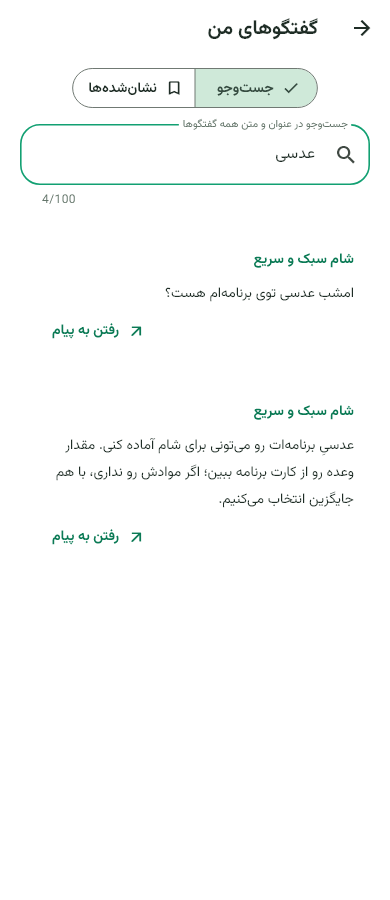 گفتگوهای من
جست‌وجو
نشان‌شده‌ها
جست‌وجو در عنوان و متن همه گفتگوها
عدسی
4/100
شام سبک و سریع
امشب عدسی توی برنامه‌ام هست؟
رفتن به پیام
شام سبک و سریع
عدسیِ برنامه‌ات رو می‌تونی برای شام آماده کنی. مقدار
وعده رو از کارت برنامه ببین؛ اگر موادش رو نداری، با هم
جایگزین انتخاب می‌کنیم.
رفتن به پیام